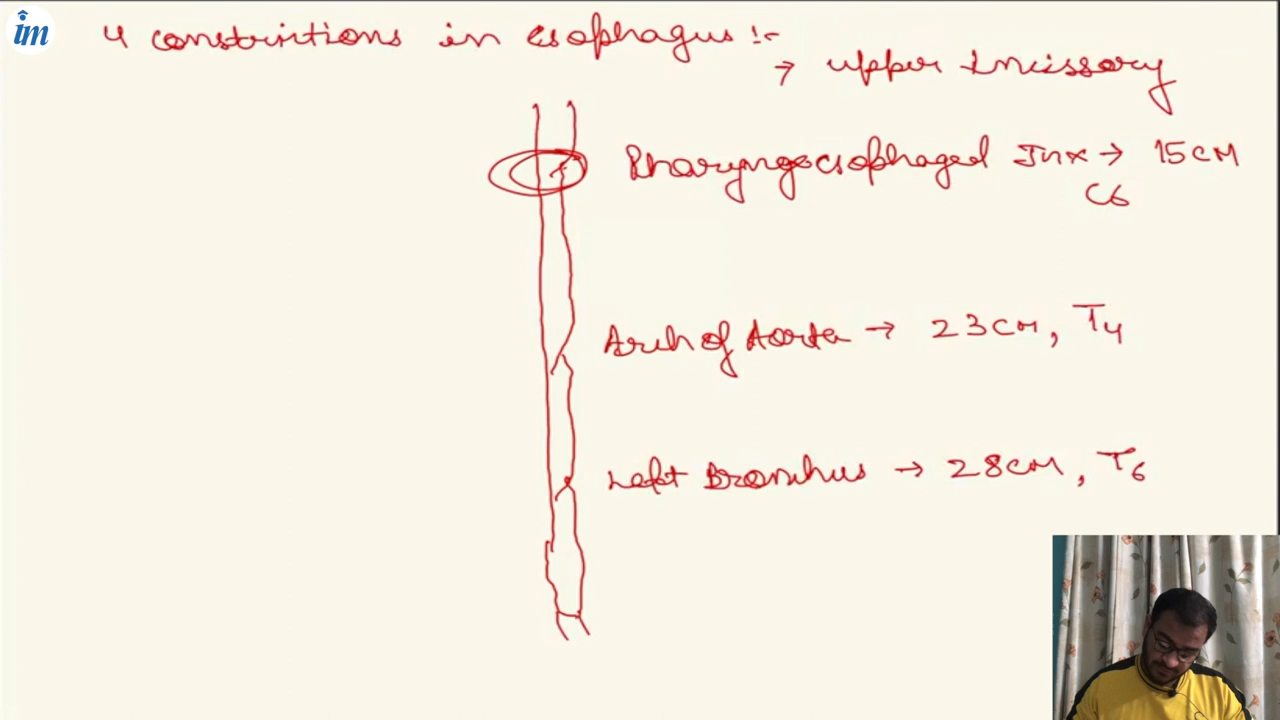 im
4 constrictions in esophagus :-
→ upper Incissory
Pharyngoesophageal Jnx → 15CM
C6
Arch of Aorta → 23CM, T4
Left Bronchus → 28CM, T6